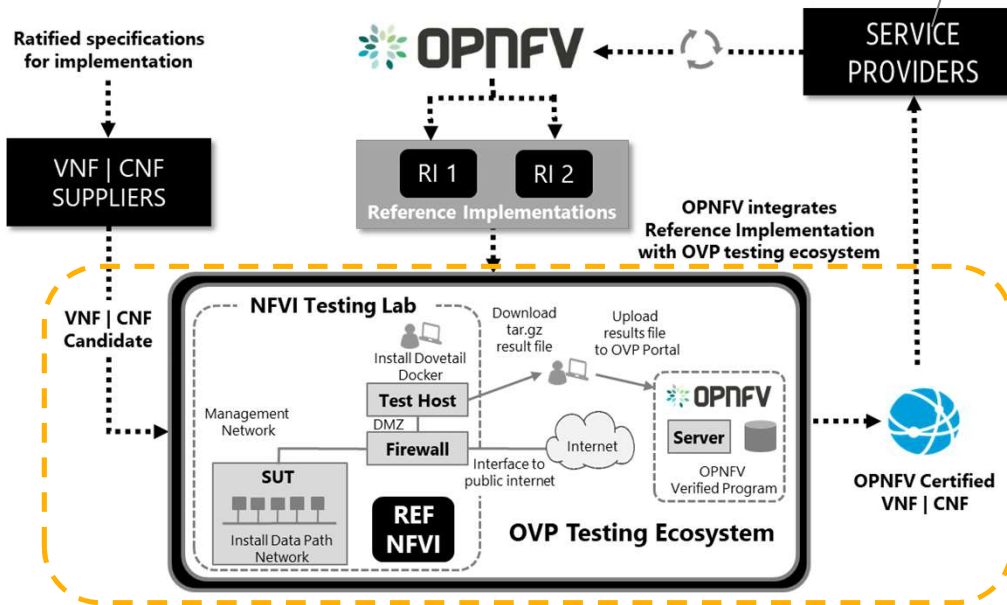 Ratified specifications
for implementation
OPNFV
SERVICE
PROVIDERS
VNF | CNF
SUPPLIERS
RI 1
RI 2
Reference Implementations
OPNFV integrates
Reference Implementation
with OVP testing ecosystem
VNF | CNF
Candidate
NFVI Testing Lab
Install Dovetail
Docker
Test Host
DMZ
Firewall
Management
Network
SUT
Install Data Path
Network
REF
NFVI
Download
tar.gz
result file
Upload
results file
to OVP Portal
Internet
Interface to
public internet
OPNFV
Server
OPNFV
Verified Program
OVP Testing Ecosystem
OPNFV Certified
VNF | CNF